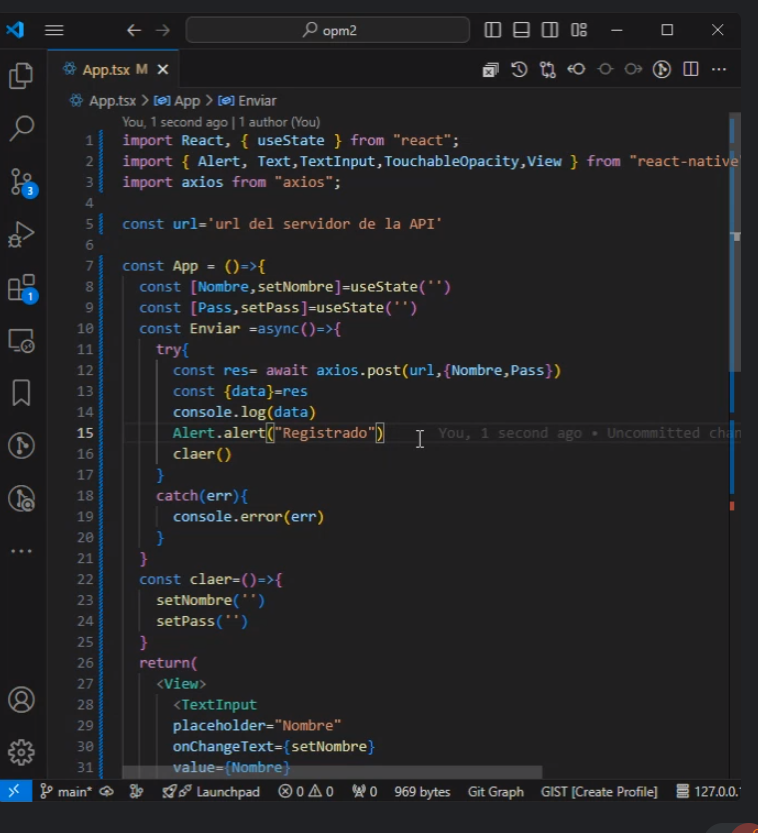 opm2
App.tsx M
App.tsx > App > Enviar
You, 1 second ago | 1 author (You)
1 import React, { useState } from "react";
2 import { Alert, Text,TextInput,TouchableOpacity,View } from "react-native
3 import axios from "axios";
4
5 const url='url del servidor de la API'
6
7 const App = ()=>{
8 const [Nombre,setNombre]=useState('')
9 const [Pass,setPass]=useState('')
10 const Enviar =async()=>{
11 try{
12 const res= await axios.post(url,{Nombre,Pass})
13 const {data}=res
14 console.log(data)
15 Alert.alert("Registrado") You, 1 second ago • Uncommitted chan
16 claer()
17 }
18 catch(err){
19 console.error(err)
20 }
21 }
22 const claer=()=>{
23 setNombre('')
24 setPass('')
25 }
26 return(
27 <View>
28 <TextInput
29 placeholder="Nombre"
30 onChangeText={setNombre}
31 value={Nombre}
3
1
main* Launchpad 0 0 0 969 bytes Git Graph GIST [Create Profile] 127.0.0.